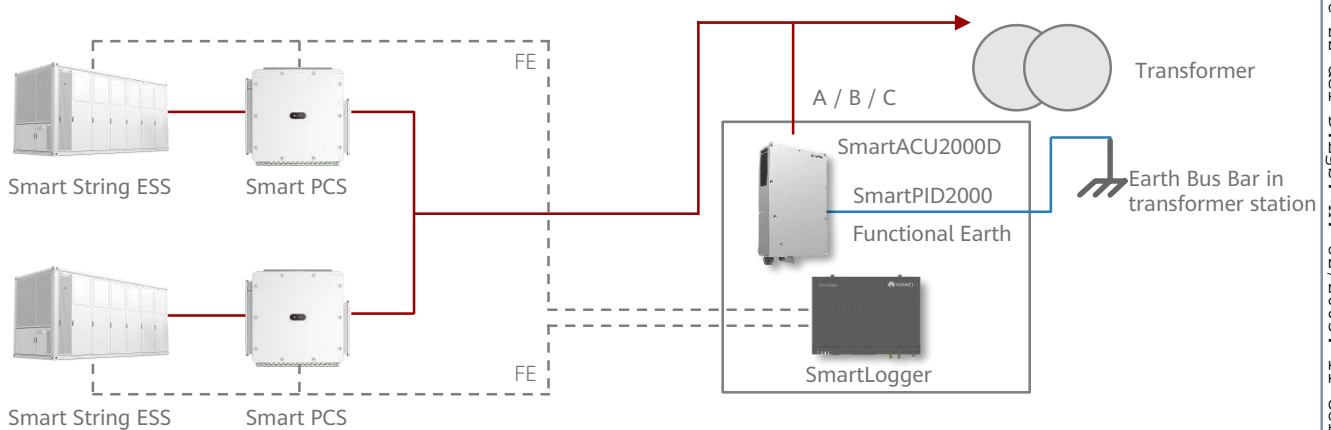 FE
Transformer
A / B / C
SmartACU2000D
Smart String ESS
Smart PCS
SmartPID2000
Earth Bus Bar in
transformer station
Functional Earth
FE
SmartLogger
Smart String ESS
Smart PCS